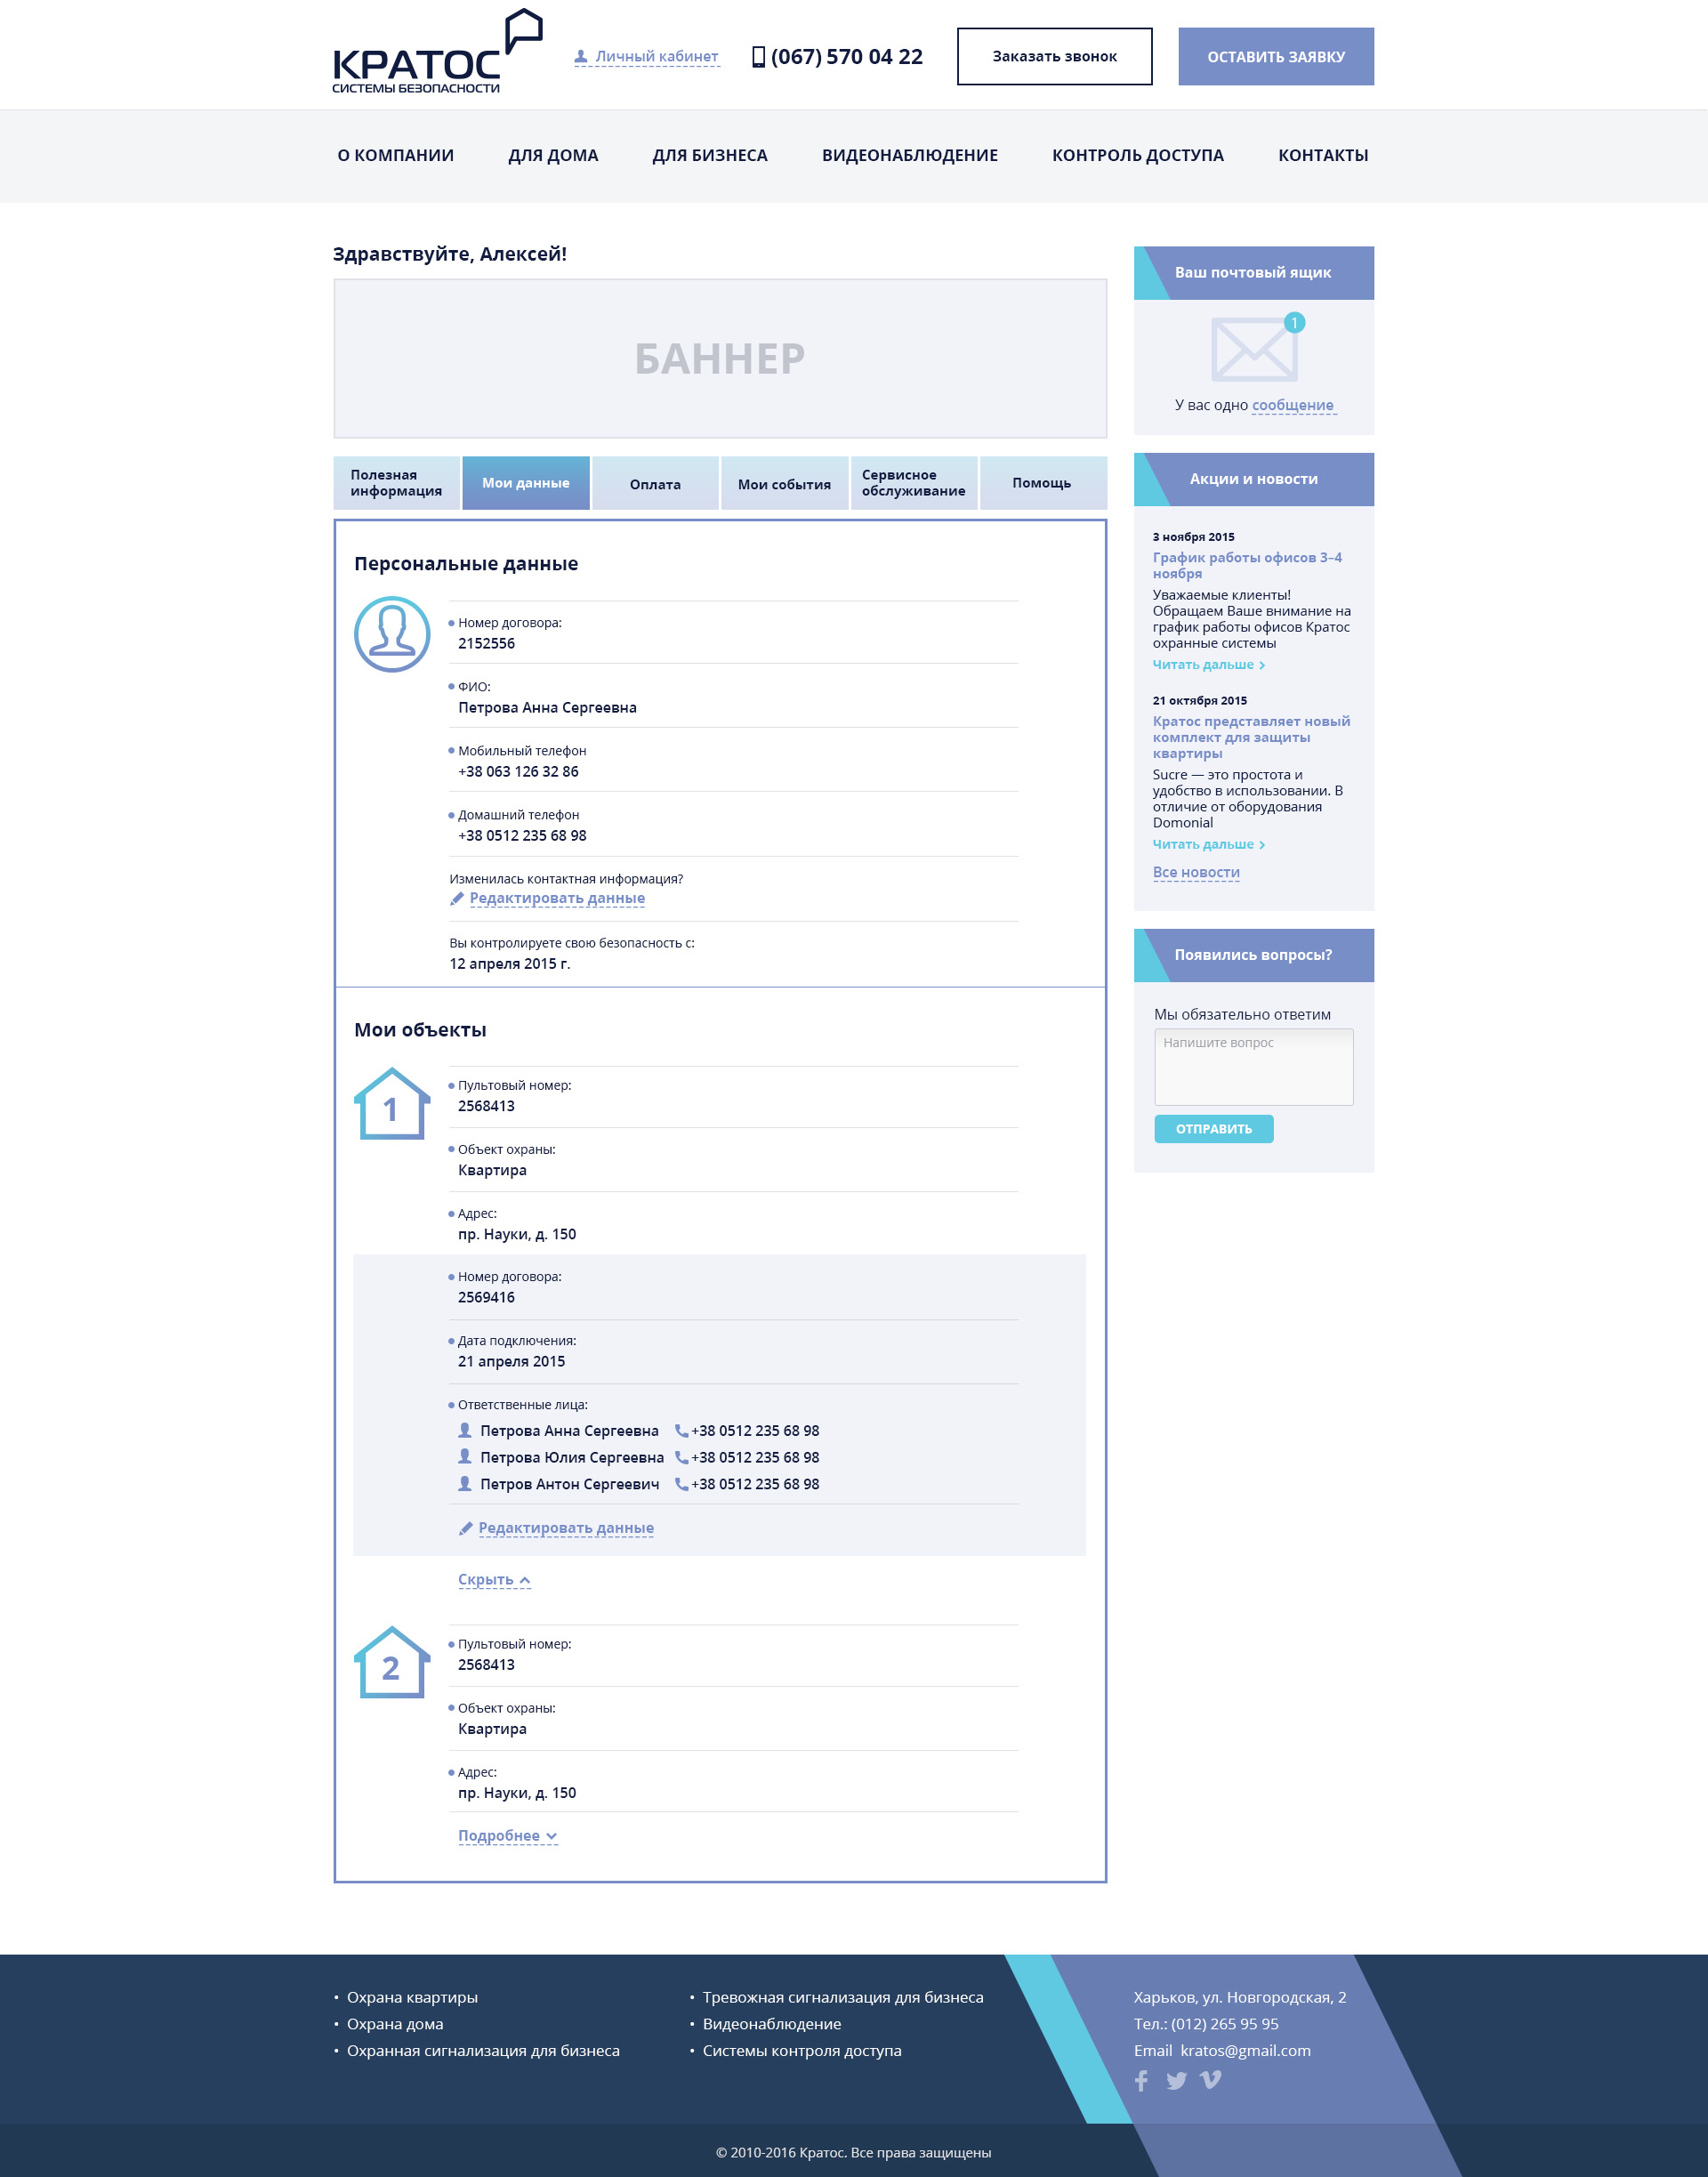 КРАТОС
СИСТЕМЫ БЕЗОПАСНОСТИ
Личный кабинет
(067) 570 04 22
Заказать звонок
ОСТАВИТЬ ЗАЯВКУ
О КОМПАНИИ
ДЛЯ ДОМА
ДЛЯ БИЗНЕСА
ВИДЕОНАБЛЮДЕНИЕ
КОНТРОЛЬ ДОСТУПА
КОНТАКТЫ
Здравствуйте, Алексей!
БАННЕР
Полезная
информация
Мои данные
Оплата
Мои события
Сервисное
обслуживание
Помощь
Персональные данные
Номер договора:
2152556
ФИО:
Петрова Анна Сергеевна
Мобильный телефон
+38 063 126 32 86
Домашний телефон
+38 0512 235 68 98
Изменилась контактная информация?
Редактировать данные
Вы контролируете свою безопасность с:
12 апреля 2015 г.
Мои объекты
1
Пультовый номер:
2568413
Объект охраны:
Квартира
Адрес:
пр. Науки, д. 150
Номер договора:
2569416
Дата подключения:
21 апреля 2015
Ответственные лица:
Петрова Анна Сергеевна +38 0512 235 68 98
Петрова Юлия Сергеевна +38 0512 235 68 98
Петров Антон Сергеевич +38 0512 235 68 98
Редактировать данные
Скрыть
2
Пультовый номер:
2568413
Объект охраны:
Квартира
Адрес:
пр. Науки, д. 150
Подробнее
Ваш почтовый ящик
1
У вас одно сообщение
Акции и новости
3 ноября 2015
График работы офисов 3–4
ноября
Уважаемые клиенты!
Обращаем Ваше внимание на
график работы офисов Кратос
охранные системы
Читать дальше
21 октября 2015
Кратос представляет новый
комплект для защиты
квартиры
Sucre — это простота и
удобство в использовании. В
отличие от оборудования
Domonial
Читать дальше
Все новости
Появились вопросы?
Мы обязательно ответим
Напишите вопрос
ОТПРАВИТЬ
• Охрана квартиры
• Охрана дома
• Охранная сигнализация для бизнеса
• Тревожная сигнализация для бизнеса
• Видеонаблюдение
• Системы контроля доступа
Харьков, ул. Новгородская, 2
Тел.: (012) 265 95 95
Email kratos@gmail.com
© 2010-2016 Кратос. Все права защищены